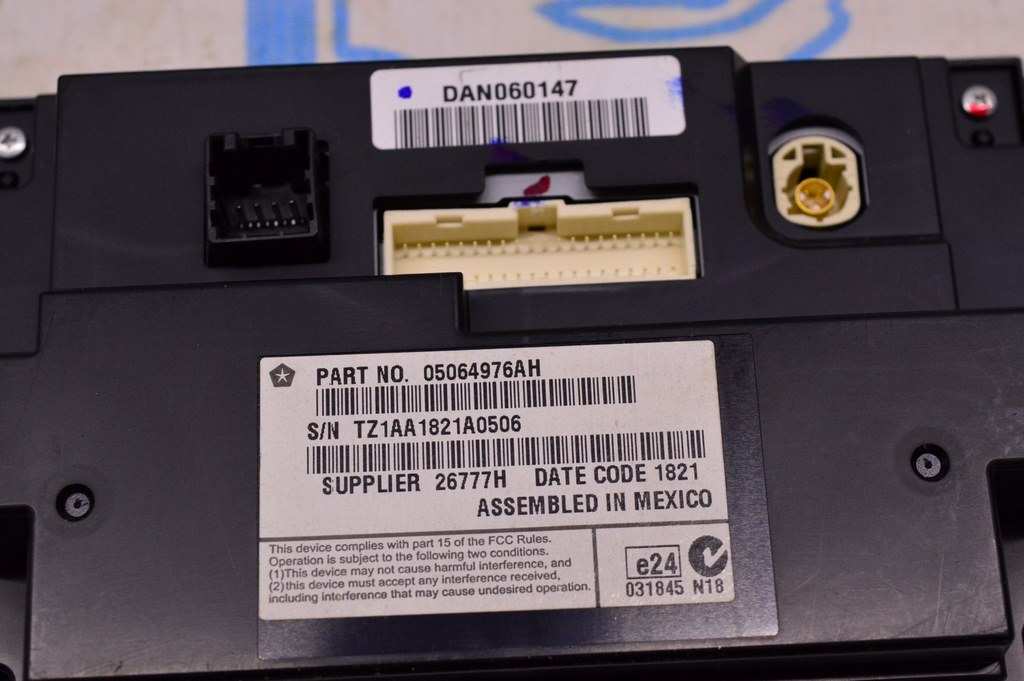 DAN060147
PART NO. 05064976AH
S/N TZ1AA1821A0506
SUPPLIER 26777H DATE CODE 1821
ASSEMBLED IN MEXICO
This device complies with part 15 of the FCC Rules.
Operation is subject to the following two conditions.
(1)This device may not cause harmful interference, and
(2)this device must accept any interference received,
including interference that may cause undesired operation.
e24
031845 N18